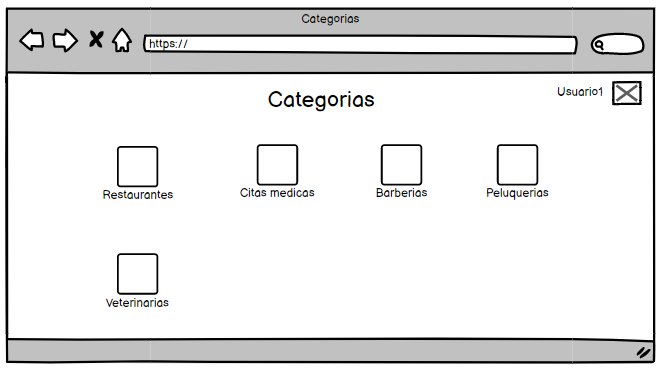 Categorias
https://
Usuario1
Categorias
Restaurantes
Citas medicas
Barberias
Peluquerias
Veterinarias